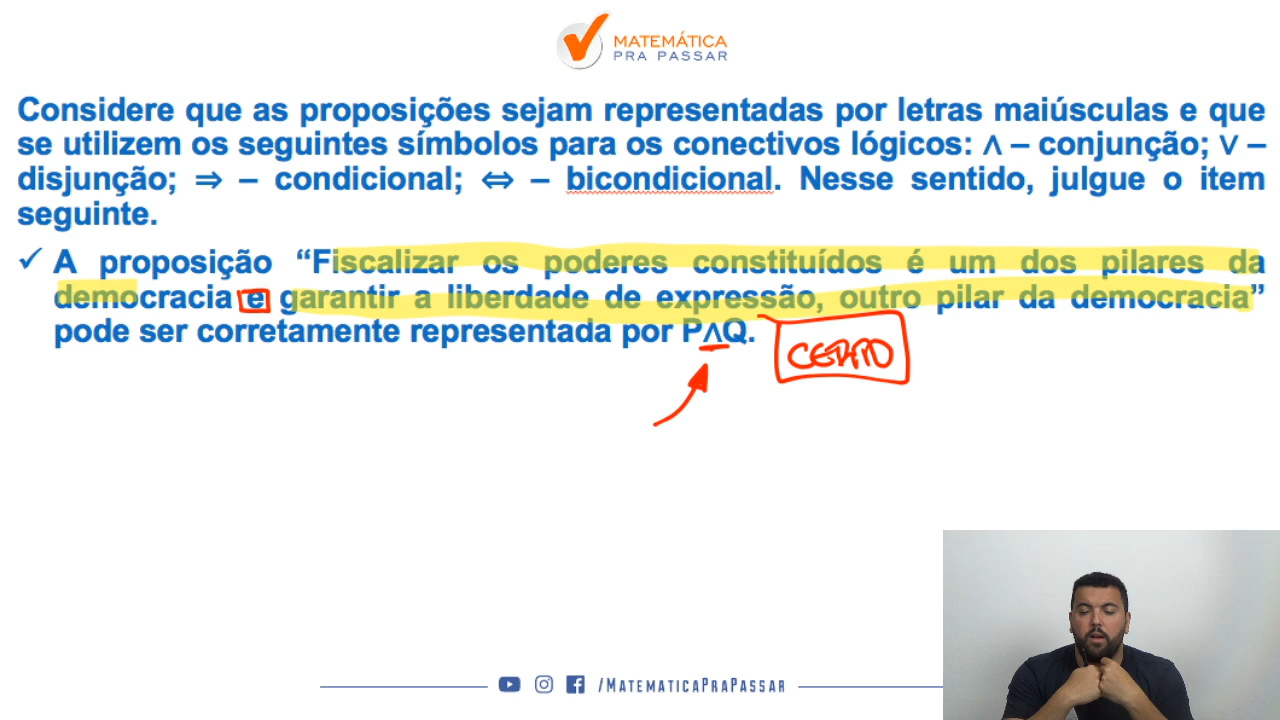 MATEMÁTICA
PRA PASSAR
Considere que as proposições sejam representadas por letras maiúsculas e que
se utilizem os seguintes símbolos para os conectivos lógicos: ∧ – conjunção; ∨ –
disjunção; ⇒ – condicional; ⇔ – bicondicional. Nesse sentido, julgue o item
seguinte.
✓ A proposição “Fiscalizar os poderes constituídos é um dos pilares da
democracia e garantir a liberdade de expressão, outro pilar da democracia”
pode ser corretamente representada por P∧Q.
CERTO
/MATEMATICAPRAPASSAR